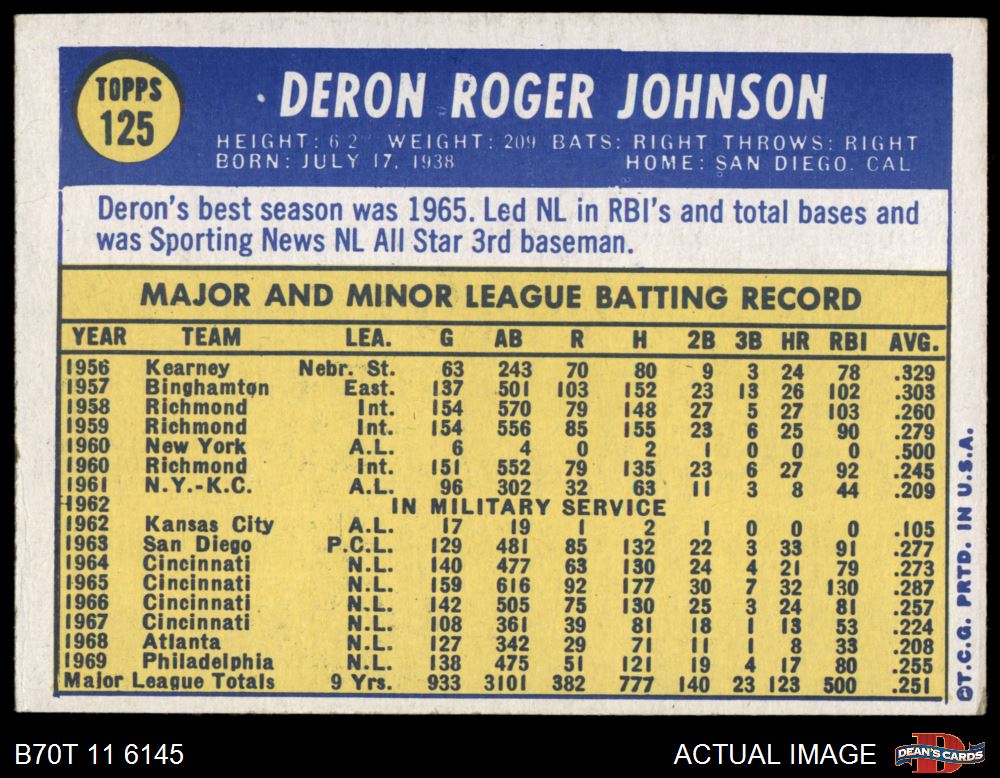 TOPPS
125
DERON ROGER JOHNSON
HEIGHT: 6 2 WEIGHT: 209 BATS: RIGHT THROWS: RIGHT
BORN: JULY 17, 1938 HOME: SAN DIEGO. CAL
Deron's best season was 1965. Led NL in RBI's and total bases and
was Sporting News NL All Star 3rd baseman.
MAJOR AND MINOR LEAGUE BATTING RECORD
YEAR TEAM LEA. G AB R H 2B 3B HR RBI AVG.
1956 Kearney Nebr. St. 63 243 70 80 9 3 24 78 .329
1957 Binghamton East. 137 501 103 152 23 13 26 102 .303
1958 Richmond Int. 154 570 79 148 27 5 27 103 .260
1959 Richmond Int. 154 556 85 155 23 6 25 90 .279
1960 New York A.L. 6 4 0 2 1 0 0 0 .500
1960 Richmond Int. 151 552 79 135 23 6 27 92 .245
1961 N.Y.-K.C. A.L. 96 302 32 63 11 3 8 44 .209
1962 IN MILITARY SERVICE
1962 Kansas City A.L. 17 19 1 2 1 0 0 0 .105
1963 San Diego P.C.L. 129 481 85 132 22 3 33 91 .277
1964 Cincinnati N.L. 140 477 63 130 24 4 21 79 .273
1965 Cincinnati N.L. 159 616 92 177 30 7 32 130 .287
1966 Cincinnati N.L. 142 505 75 130 25 3 24 81 .257
1967 Cincinnati N.L. 108 361 39 81 18 1 13 53 .224
1968 Atlanta N.L. 127 342 29 71 11 1 8 33 .208
1969 Philadelphia N.L. 138 475 51 121 19 4 17 80 .255
Major League Totals 9 Yrs. 933 3101 382 777 140 23 123 500 .251
©T.C.G. PRTD. IN U.S.A.
B70T 11 6145
ACTUAL IMAGE
DEAN'S CARDS